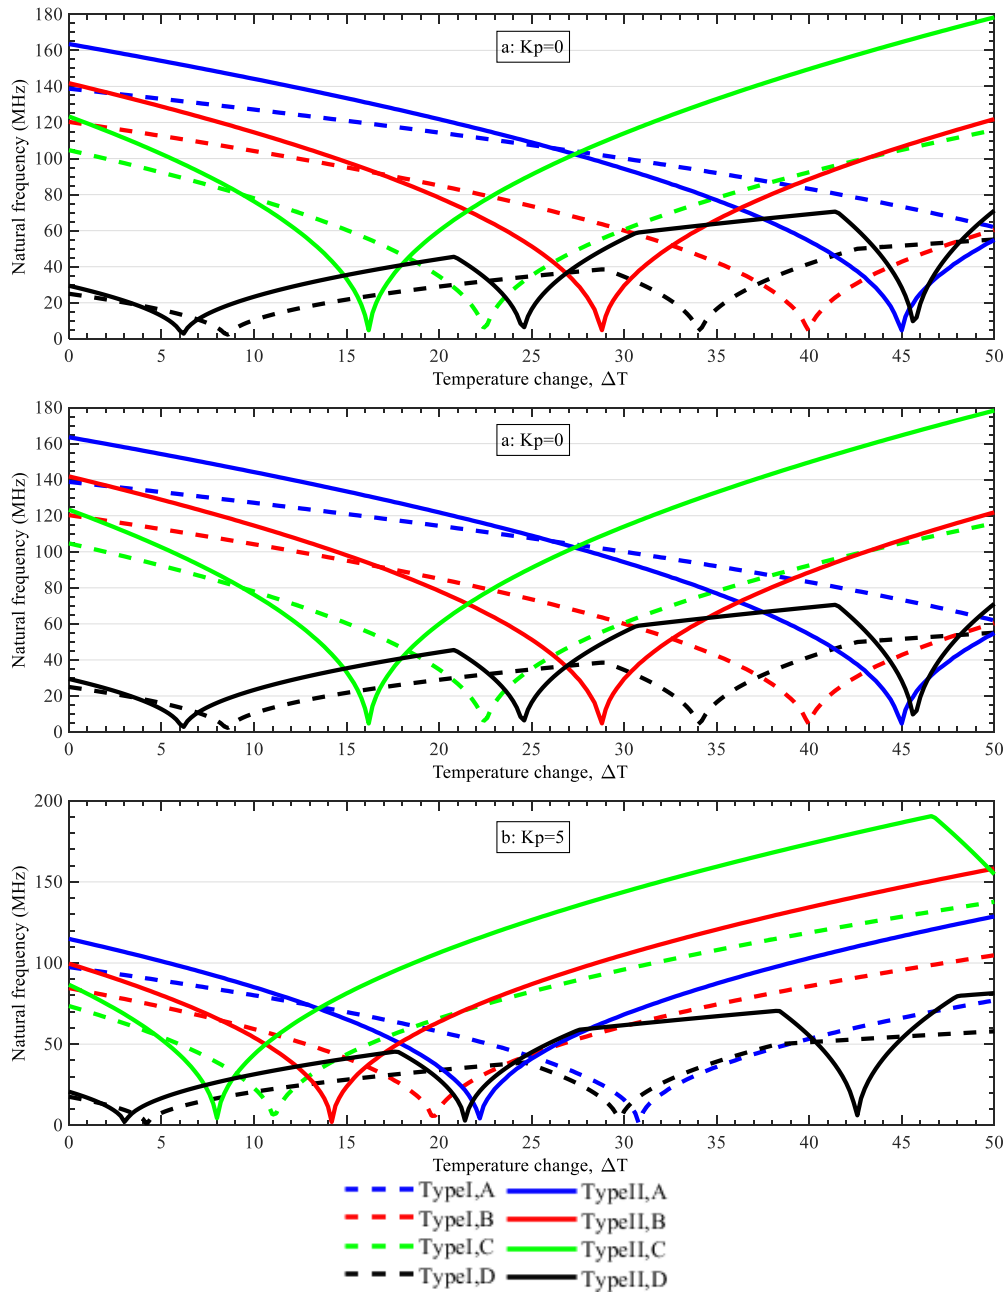 180
160
140
120
100
80
60
40
20
0
Natural frequency (MHz)
a: Kp=0
0 5 10 15 20 25 30 35 40 45 50
Temperature change, ΔT
180
160
140
120
100
80
60
40
20
0
Natural frequency (MHz)
a: Kp=0
0 5 10 15 20 25 30 35 40 45 50
Temperature change, ΔT
200
150
100
50
0
Natural frequency (MHz)
b: Kp=5
0 5 10 15 20 25 30 35 40 45 50
Temperature change, ΔT
TypeI,A TypeII,A
TypeI,B TypeII,B
TypeI,C TypeII,C
TypeI,D TypeII,D